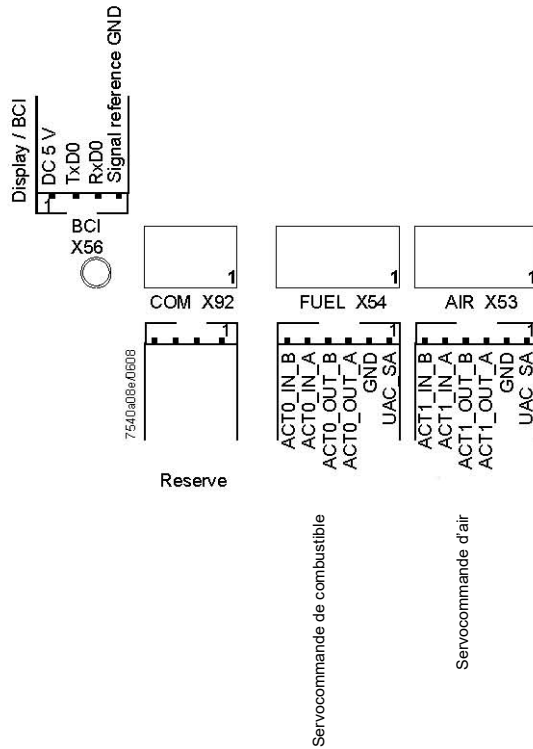 Display / BCI
DC 5 V
TxD0
RxD0
Signal reference GND
1
BCI
X56
1
1
1
COM X92
FUEL X54
AIR X53
1
1
1
ACT0_IN_B
ACT0_IN_A
ACT0_OUT_B
ACT0_OUT_A
GND
UAC_SA
ACT1_IN_B
ACT1_IN_A
ACT1_OUT_B
ACT1_OUT_A
GND
UAC_SA
7540a08e/0608
Reserve
Servocommande de combustible
Servocommande d'air